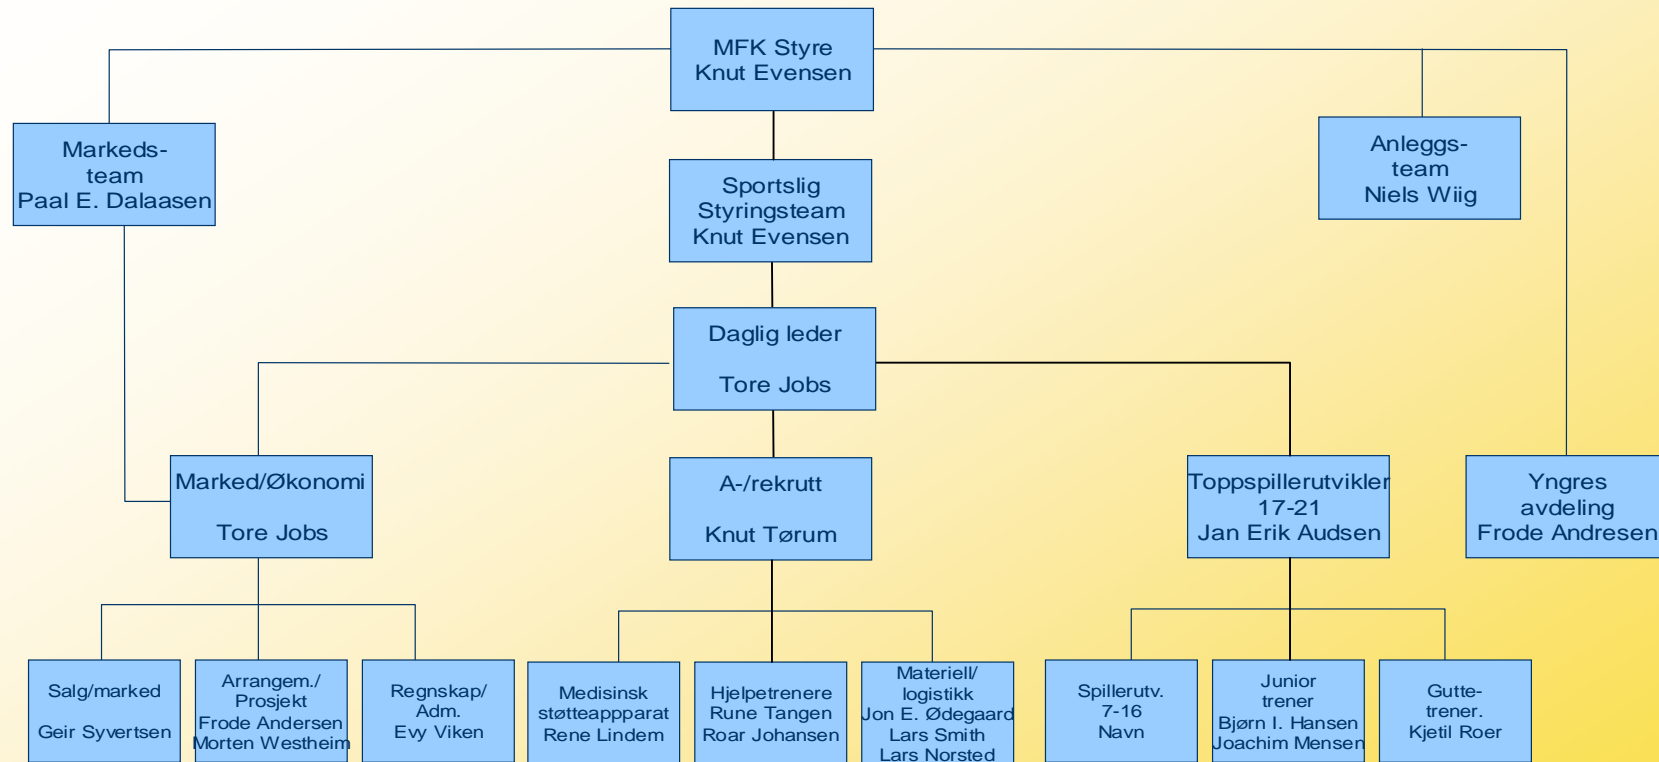 MFK Styre
Knut Evensen
Markeds-
team
Paal E. Dalaasen
Anleggs-
team
Niels Wiig
Sportslig
Styringsteam
Knut Evensen
Daglig leder
Tore Jobs
Marked/Økonomi
Tore Jobs
A-/rekrutt
Knut Tørum
Toppspillerutvikler
17-21
Jan Erik Audsen
Yngres
avdeling
Frode Andresen
Salg/marked
Geir Syvertsen
Arrangem./
Prosjekt
Frode Andersen
Morten Westheim
Regnskap/
Adm.
Evy Viken
Medisinsk
støtteappparat
Rene Lindem
Hjelpetrenere
Rune Tangen
Roar Johansen
Materiell/
logistikk
Jon E. Ødegaard
Lars Smith
Lars Norsted
Spillerutv.
7-16
Navn
Junior
trener
Bjørn I. Hansen
Joachim Mensen
Gutte-
trener.
Kjetil Roer